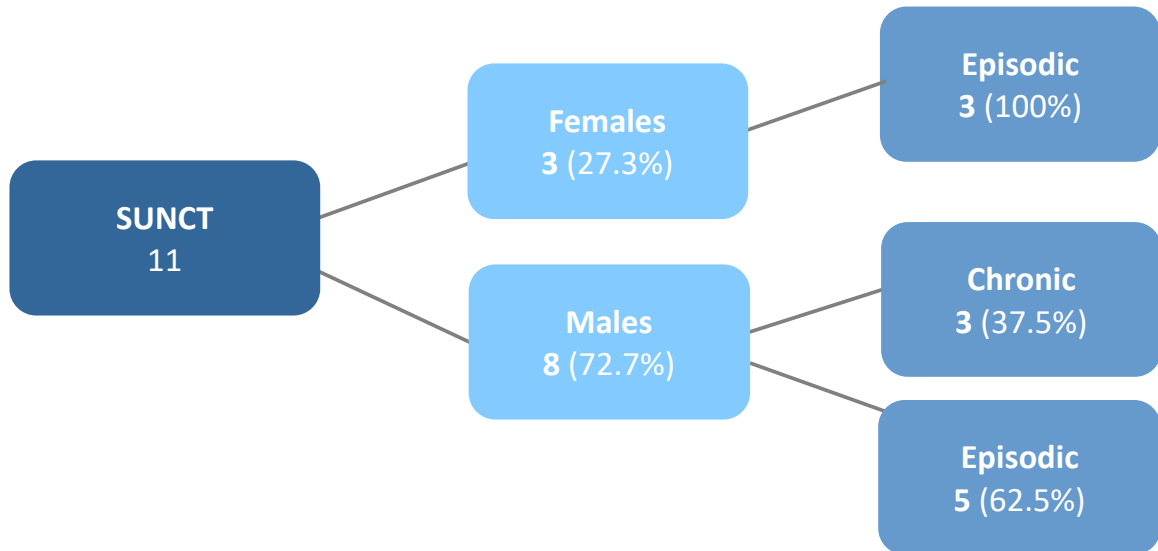 SUNCT
11
Females
3 (27.3%)
Males
8 (72.7%)
Episodic
3 (100%)
Chronic
3 (37.5%)
Episodic
5 (62.5%)